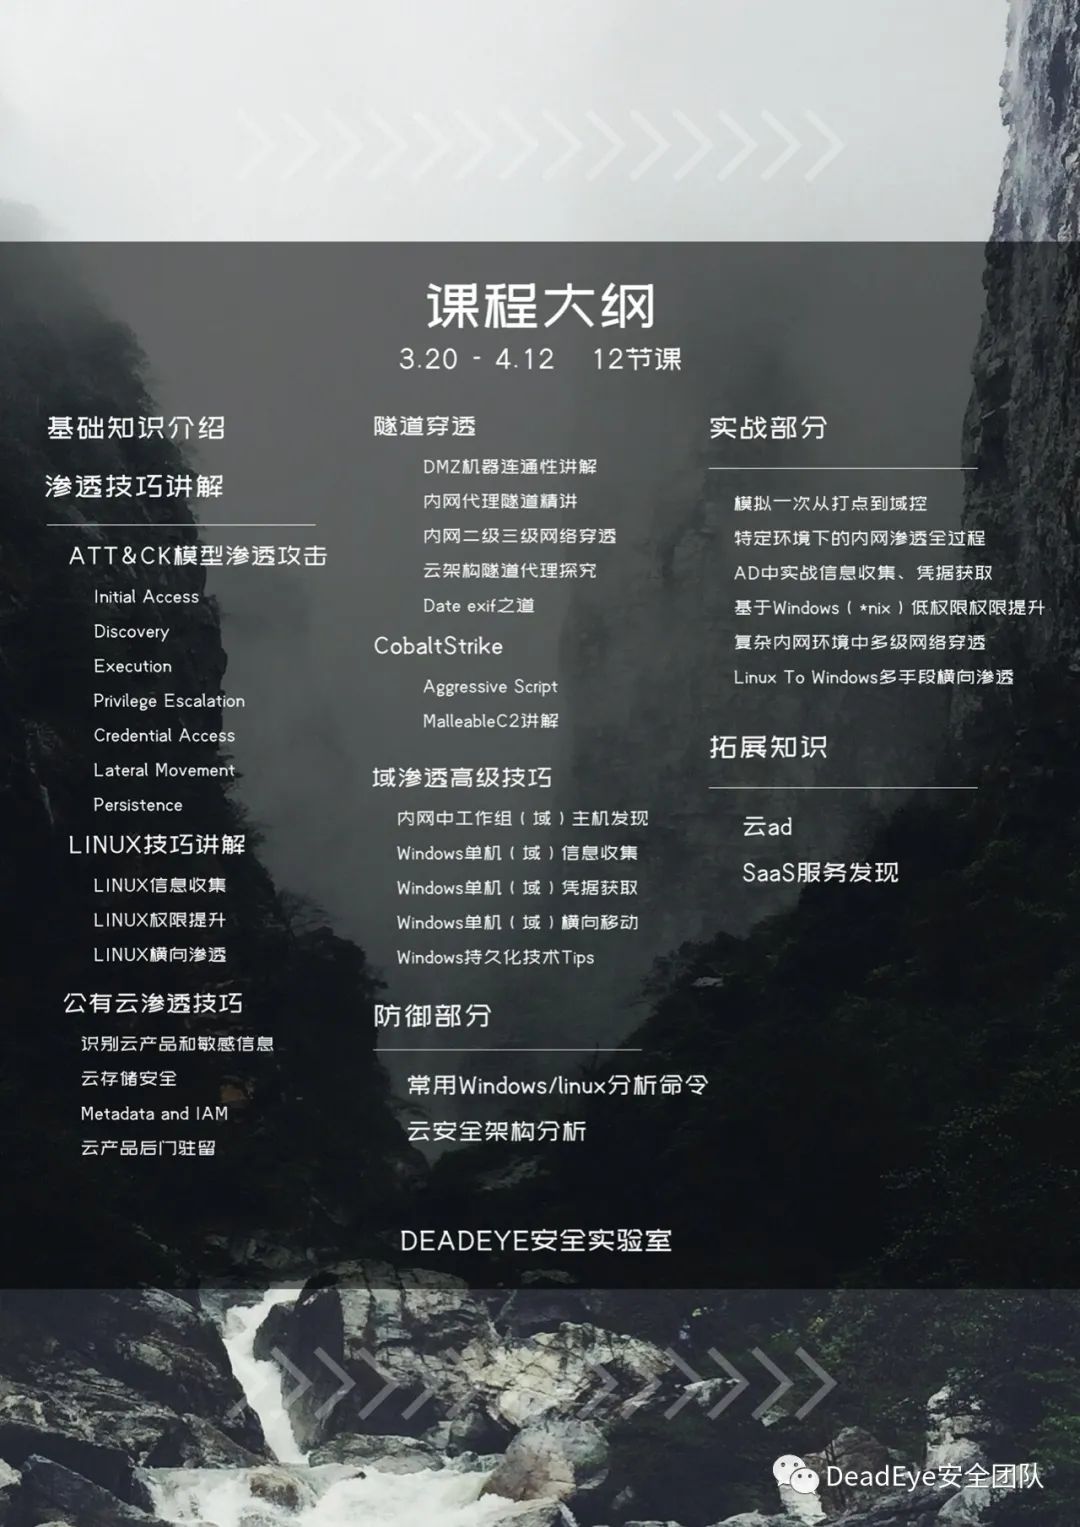 课程大纲
3.20 - 4.12 12节课
基础知识介绍
渗透技巧讲解
ATT&CK模型渗透攻击
Initial Access
Discovery
Execution
Privilege Escalation
Credential Access
Lateral Movement
Persistence
LINUX技巧讲解
LINUX信息收集
LINUX权限提升
LINUX横向渗透
公有云渗透技巧
识别云产品和敏感信息
云存储安全
Metadata and IAM
云产品后门驻留
隧道穿透
DMZ机器连通性讲解
内网代理隧道精讲
内网二级三级网络穿透
云架构隧道代理探究
Date exif之道
CobaltStrike
Aggressive Script
MalleableC2讲解
域渗透高级技巧
内网中工作组(域)主机发现
Windows单机(域)信息收集
Windows单机(域)凭据获取
Windows单机(域)横向移动
Windows持久化技术Tips
防御部分
常用Windows/linux分析命令
云安全架构分析
实战部分
模拟一次从打点到域控
特定环境下的内网渗透全过程
AD中实战信息收集、凭据获取
基于Windows(*nix)低权限权限提升
复杂内网环境中多级网络穿透
Linux To Windows多手段横向渗透
拓展知识
云ad
SaaS服务发现
DEADEYE安全实验室
DeadEye安全团队